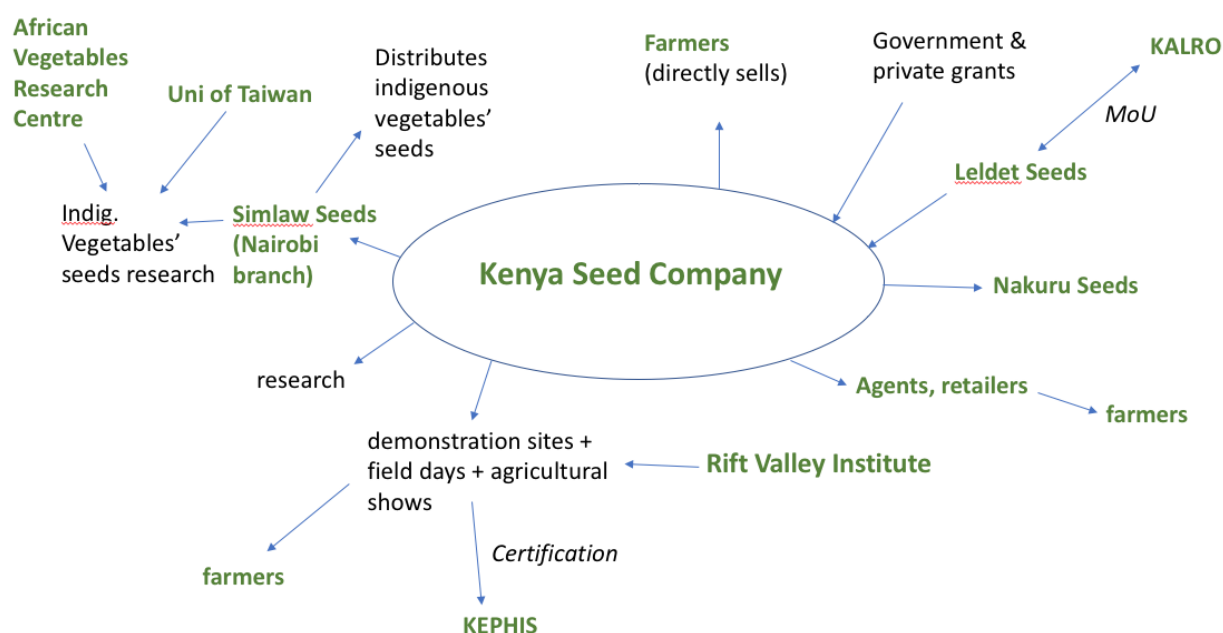 African
Vegetables
Research
Centre
Uni of Taiwan
Distributes
indigenous
vegetables’
seeds
Farmers
(directly sells)
Government &
private grants
KALRO
MoU
Leldet Seeds
Indig.
Vegetables’
seeds research
Simlaw Seeds
(Nairobi
branch)
Kenya Seed Company
Nakuru Seeds
research
Agents, retailers
farmers
demonstration sites +
field days + agricultural
shows
Rift Valley Institute
Certification
farmers
KEPHIS